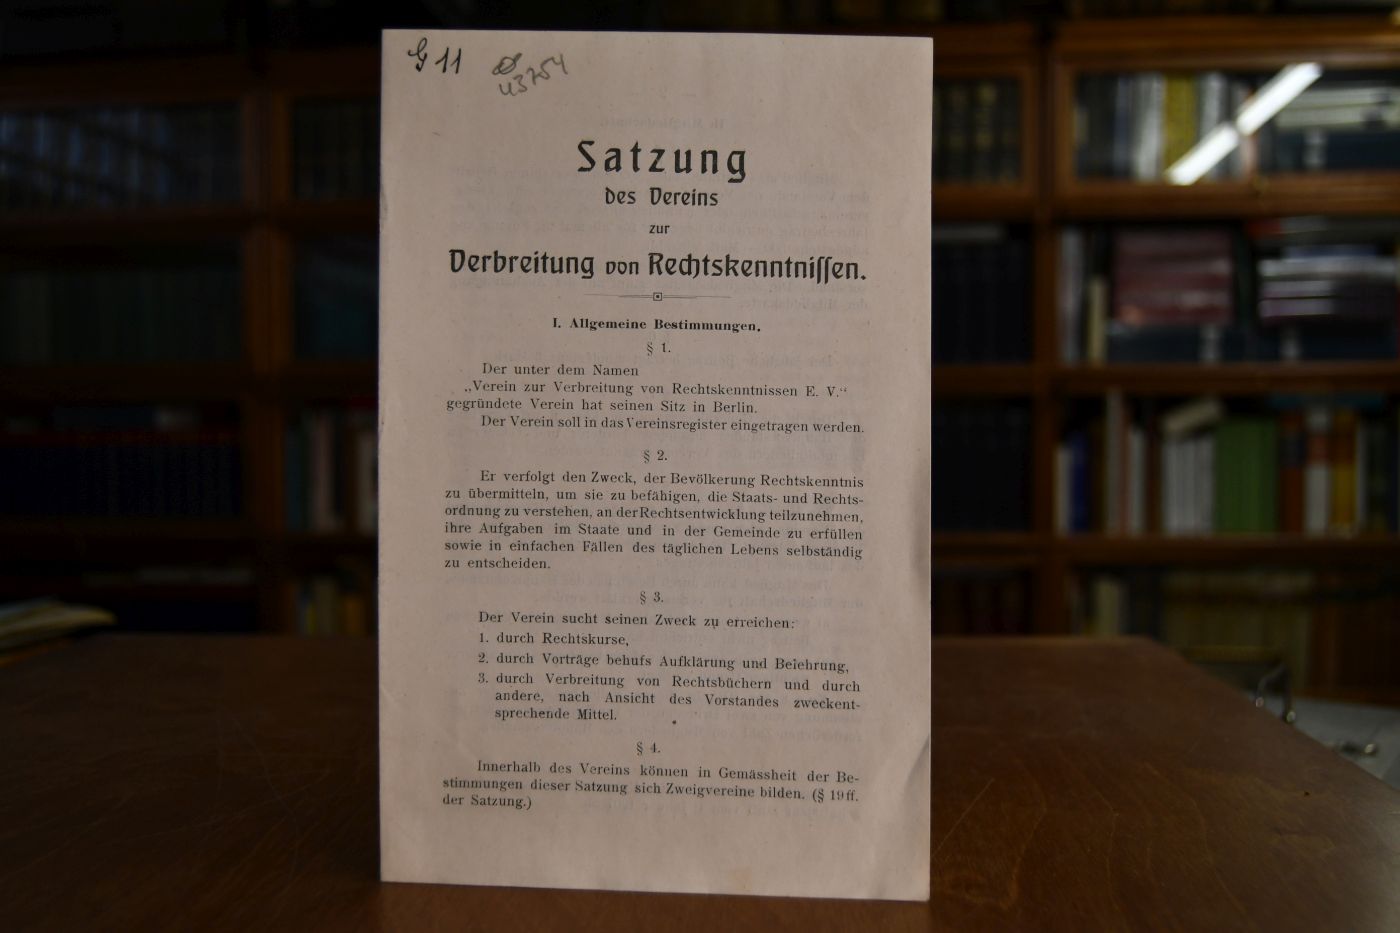 G 11
43754
Satzung
des Vereins
zur
Verbreitung von Rechtskenntnissen.
I. Allgemeine Bestimmungen.
§ 1.
Der unter dem Namen
„Verein zur Verbreitung von Rechtskenntnissen E. V.“
gegründete Verein hat seinen Sitz in Berlin.
Der Verein soll in das Vereinsregister eingetragen werden.
§ 2.
Er verfolgt den Zweck, der Bevölkerung Rechtskenntnis
zu übermitteln, um sie zu befähigen, die Staats- und Rechts-
ordnung zu verstehen, an der Rechtsentwicklung teilzunehmen,
ihre Aufgaben im Staate und in der Gemeinde zu erfüllen
sowie in einfachen Fällen des täglichen Lebens selbständig
zu entscheiden.
§ 3.
Der Verein sucht seinen Zweck zu erreichen:
1. durch Rechtskurse,
2. durch Vorträge behufs Aufklärung und Belehrung,
3. durch Verbreitung von Rechtsbüchern und durch
andere, nach Ansicht des Vorstandes zweckent-
sprechende Mittel.
§ 4.
Innerhalb des Vereins können in Gemässheit der Be-
stimmungen dieser Satzung sich Zweigvereine bilden. (§ 19 ff.
der Satzung.)